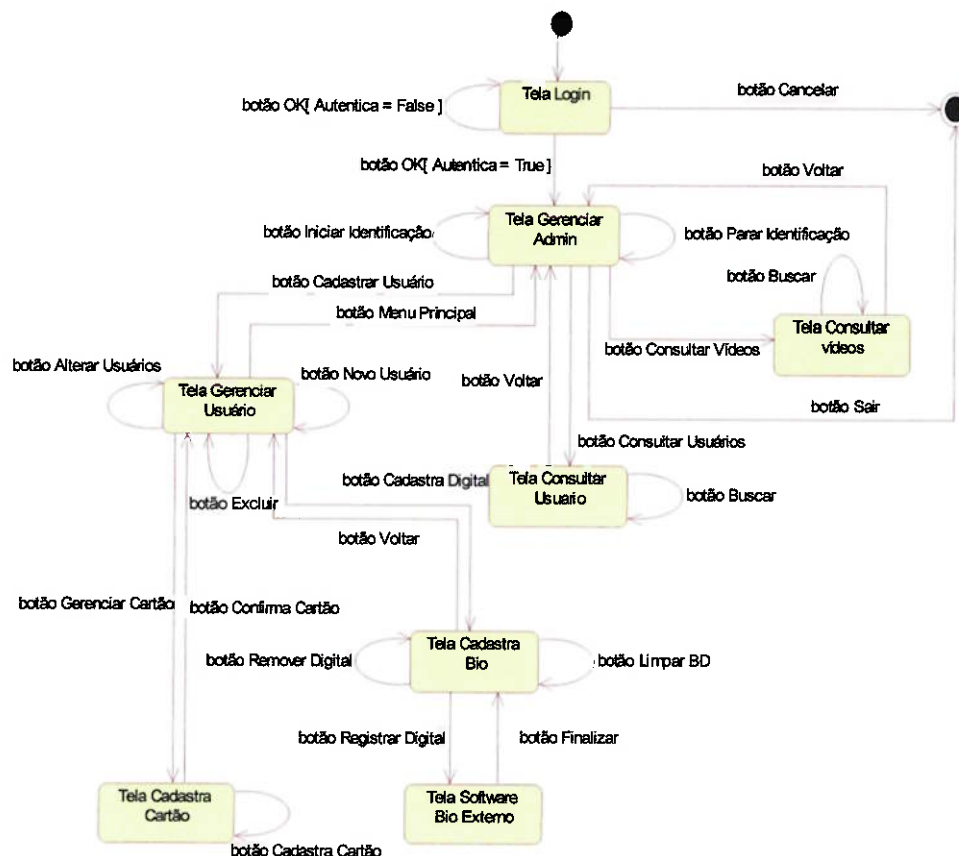 Tela Login
botão OK[ Autentica = False ]
botão Cancelar
botão OK[ Autentica = True ]
botão Voltar
Tela Gerenciar
Admin
botão Iniciar Identificação
botão Parar Identificação
botão Buscar
botão Cadastrar Usuário
botão Menu Principal
Tela Consultar
vídeos
botão Consultar Vídeos
botão Alterar Usuários
botão Novo Usuário
botão Voltar
Tela Gerenciar
Usuário
botão Sair
botão Consultar Usuários
botão Cadastra Digital
Tela Consultar
Usuario
botão Buscar
botão Excluir
botão Voltar
botão Gerenciar Cartão
botão Confirma Cartão
Tela Cadastra
Bio
botão Remover Digital
botão Limpar BD
botão Registrar Digital
botão Finalizar
Tela Cadastra
Cartão
Tela Software
Bio Externo
botão Cadastra Cartão